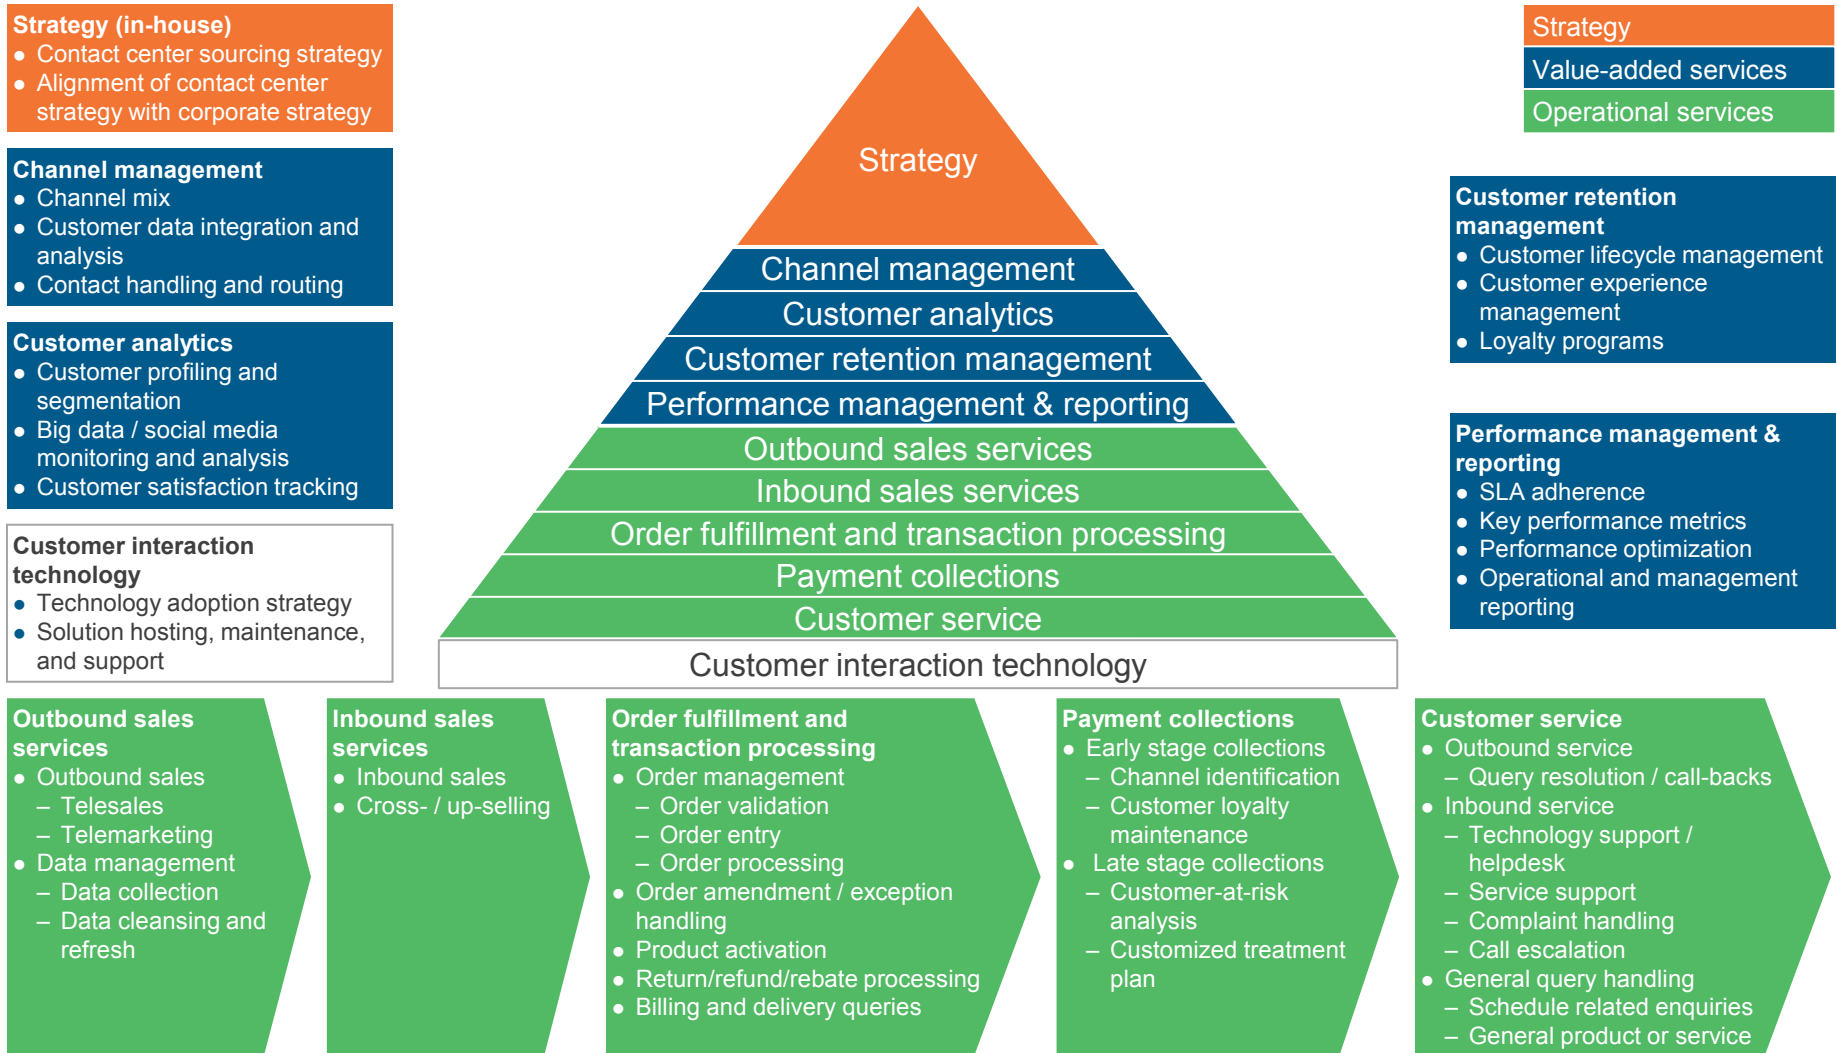 Strategy (in-house)
● Contact center sourcing strategy
● Alignment of contact center
strategy with corporate strategy
Channel management
● Channel mix
● Customer data integration and
analysis
● Contact handling and routing
Customer analytics
● Customer profiling and
segmentation
● Big data / social media
monitoring and analysis
● Customer satisfaction tracking
Customer interaction
technology
● Technology adoption strategy
● Solution hosting, maintenance,
and support
Strategy
Channel management
Customer analytics
Customer retention management
Performance management & reporting
Outbound sales services
Inbound sales services
Order fulfillment and transaction processing
Payment collections
Customer service
Customer interaction technology
Strategy
Value-added services
Operational services
Customer retention
management
● Customer lifecycle management
● Customer experience
management
● Loyalty programs
Performance management &
reporting
● SLA adherence
● Key performance metrics
● Performance optimization
● Operational and management
reporting
Outbound sales
services
● Outbound sales
– Telesales
– Telemarketing
● Data management
– Data collection
– Data cleansing and
refresh
Inbound sales
services
● Inbound sales
● Cross- / up-selling
Order fulfillment and
transaction processing
● Order management
– Order validation
– Order entry
– Order processing
● Order amendment / exception
handling
● Product activation
● Return/refund/rebate processing
● Billing and delivery queries
Payment collections
● Early stage collections
– Channel identification
– Customer loyalty
maintenance
● Late stage collections
– Customer-at-risk
analysis
– Customized treatment
plan
Customer service
● Outbound service
– Query resolution / call-backs
● Inbound service
– Technology support /
helpdesk
– Service support
– Complaint handling
– Call escalation
● General query handling
– Schedule related enquiries
– General product or service